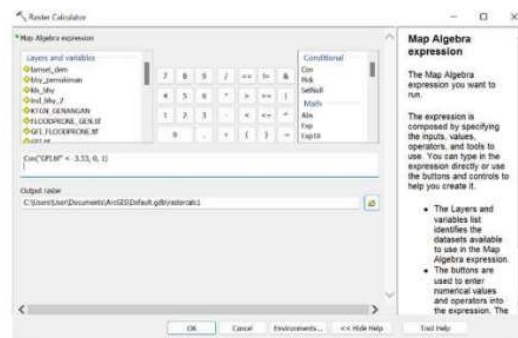 Raster Calculator
Map Algebra expression
Layers and variables
lamsel_dem
bhy_pemukiman
kls_bhy
ind_bhy_2
KTGN_GENANGAN
FLOODPRONE_GEN.tif
GFI_FLOODPRONE.tif
GFI.tif
7 8 9 / == != &
4 5 6 * > >= |
1 2 3 - < <= ^
0 . + ( ) ~
Conditional
Con
Pick
SetNull
Math
Abs
Exp
Exp10
Con("GFI.tif" < -3.33, 0, 1)
Output raster
C:\Users\User\Documents\ArcGIS\Default.gdb\rastercalc1
OK Cancel Environments... << Hide Help Tool Help
Map Algebra
expression
The Map Algebra
expression you want to
run.
The expression is
composed by specifying
the inputs, values,
operators, and tools to
use. You can type in the
expression directly or use
the buttons and controls to
help you create it.
• The Layers and
variables list
identifies the
datasets available
to use in the Map
Algebra expression.
• The buttons are
used to enter
numerical values
and operators into
the expression. The